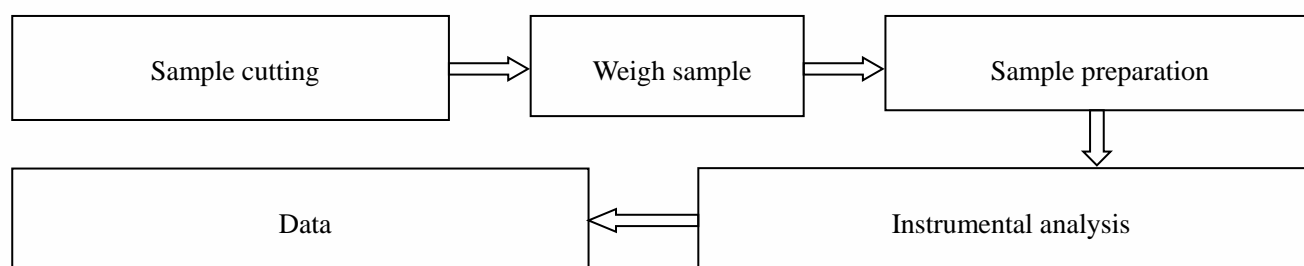 Sample cutting
Weigh sample
Sample preparation
Instrumental analysis
Data